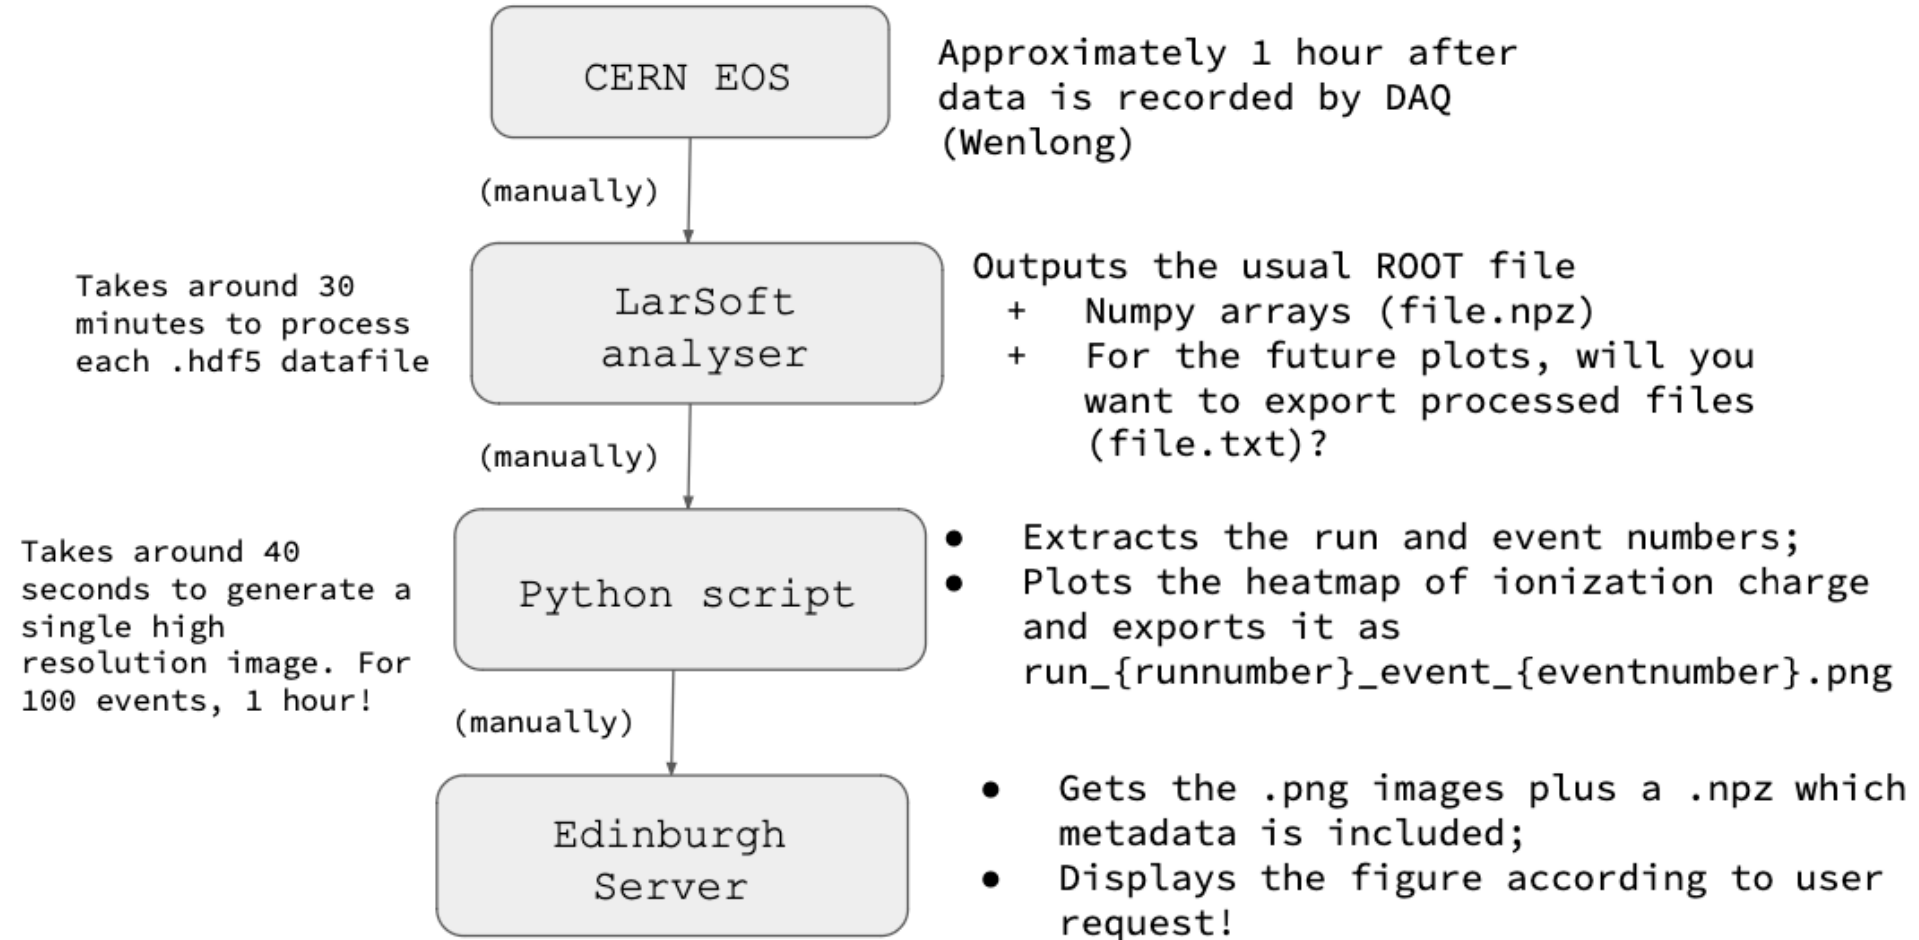 CERN EOS
Approximately 1 hour after
data is recorded by DAQ
(Wenlong)
(manually)
Takes around 30
minutes to process
each .hdf5 datafile
LarSoft
analyser
Outputs the usual ROOT file
+ Numpy arrays (file.npz)
+ For the future plots, will you
want to export processed files
(file.txt)?
(manually)
Takes around 40
seconds to generate a
single high
resolution image. For
100 events, 1 hour!
Python script
● Extracts the run and event numbers;
● Plots the heatmap of ionization charge
and exports it as
run_{runnumber}_event_{eventnumber}.png
(manually)
Edinburgh
Server
● Gets the .png images plus a .npz which
metadata is included;
● Displays the figure according to user
request!